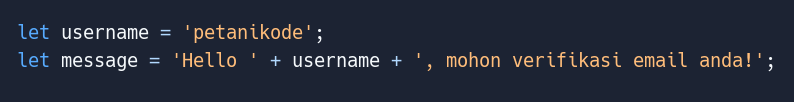 let username = 'petanikode';
let message = 'Hello ' + username + ', mohon verifikasi email anda!';